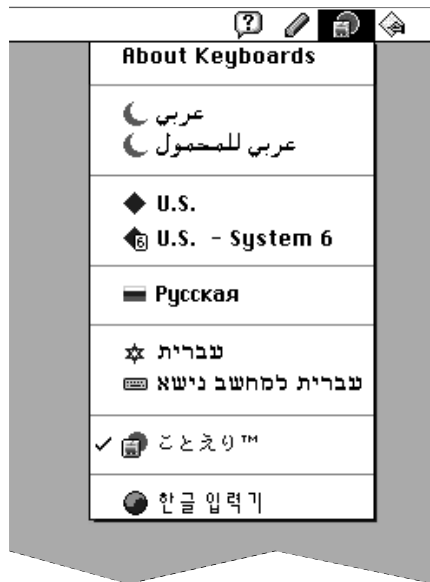 About Keyboards
عربي
عربي للمحمول
U.S.
U.S. - System 6
Русская
עברית
עברית למחשב נישא
✓ ことえり™
한글 입력기